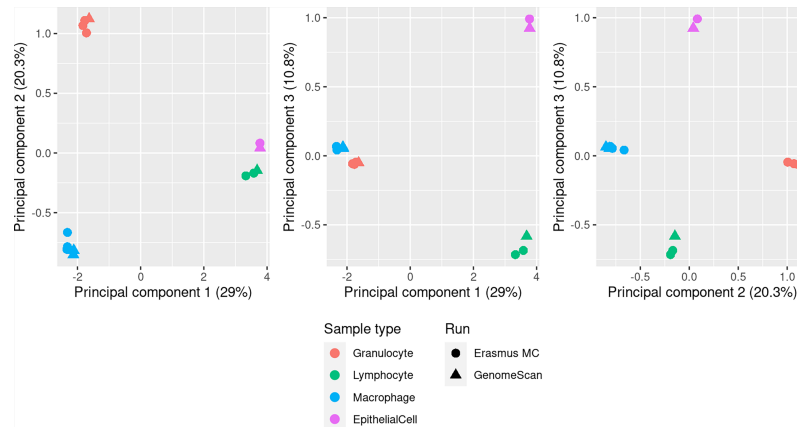 Principal component 2 (20.3%)
1.0
0.5
0.0
-0.5
-2
0
2
4
Principal component 1 (29%)
Principal component 3 (10.8%)
1.0
0.5
0.0
-0.5
-2
0
2
4
Principal component 1 (29%)
Principal component 3 (10.8%)
1.0
0.5
0.0
-0.5
-0.5
0.0
0.5
1.0
Principal component 2 (20.3%)
Sample type
Granulocyte
Lymphocyte
Macrophage
EpithelialCell
Run
Erasmus MC
GenomeScan